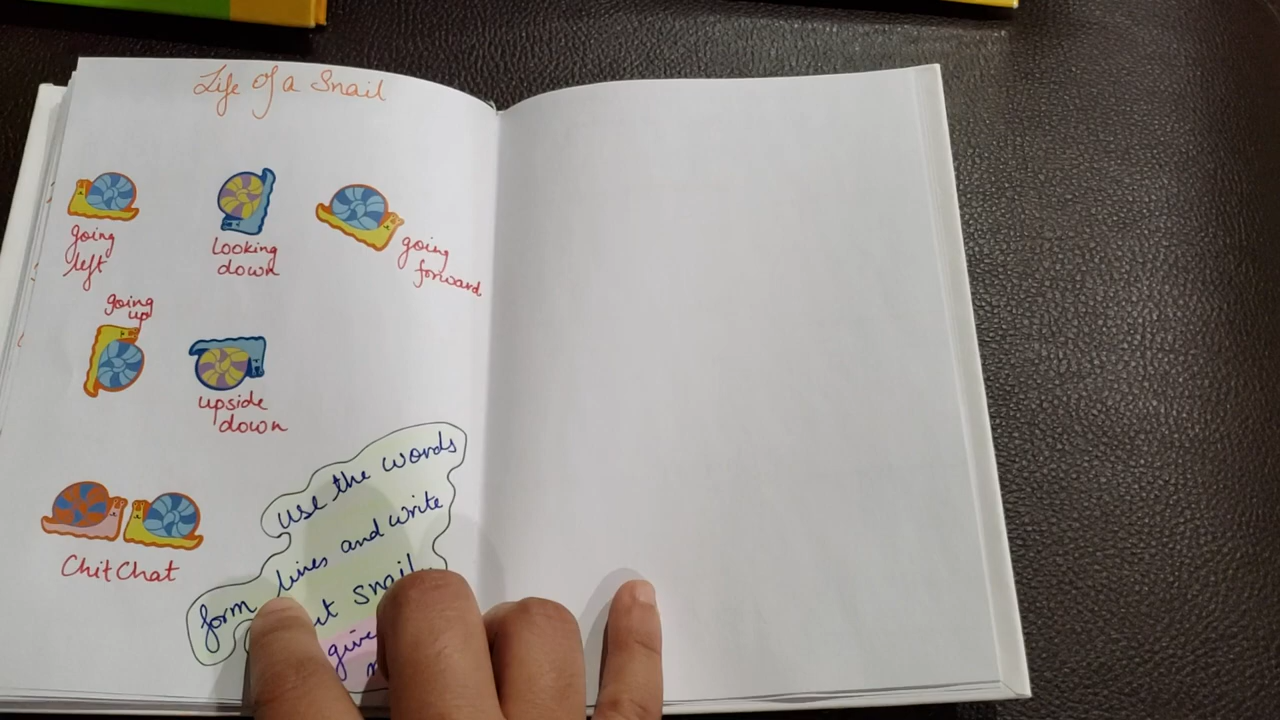 Life of a Snail
going
left
looking
down
going
forward
going
up
upside
down
Chit Chat
use the words
form lines and write
snail
give